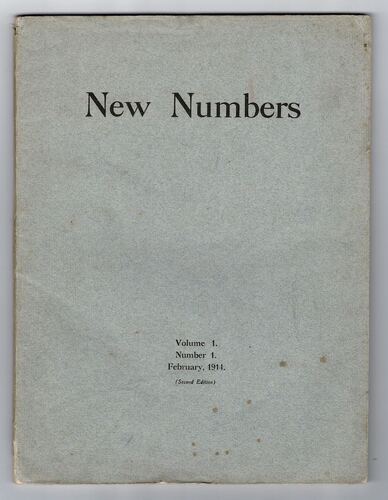 New Numbers
Volume 1.
Number 1.
February, 1914.
(Second Edition)